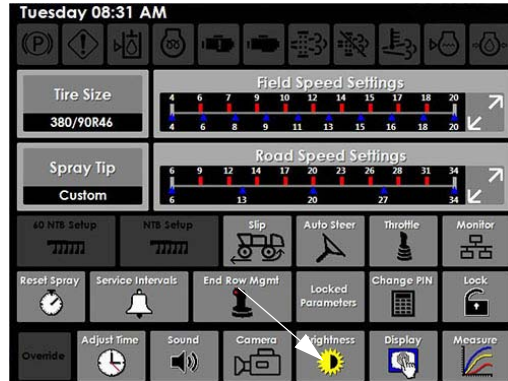 Tuesday 08:31 AM
Tire Size
380/90R46
Field Speed Settings
4 6 7 9 10 12 14 15 17 18 20
4 6 8 9 11 13 15 16 18 20
Spray Tip
Custom
Road Speed Settings
6 9 12 14 17 20 23 26 28 31 34
6 13 20 27 34
60 NTB Setup
NTB Setup
Slip
Auto Steer
Throttle
Monitor
Reset Spray
Service Intervals
End Row Mgmt
Locked
Parameters
Change PIN
Lock
Override
Adjust Time
Sound
Camera
Brightness
Display
Measure